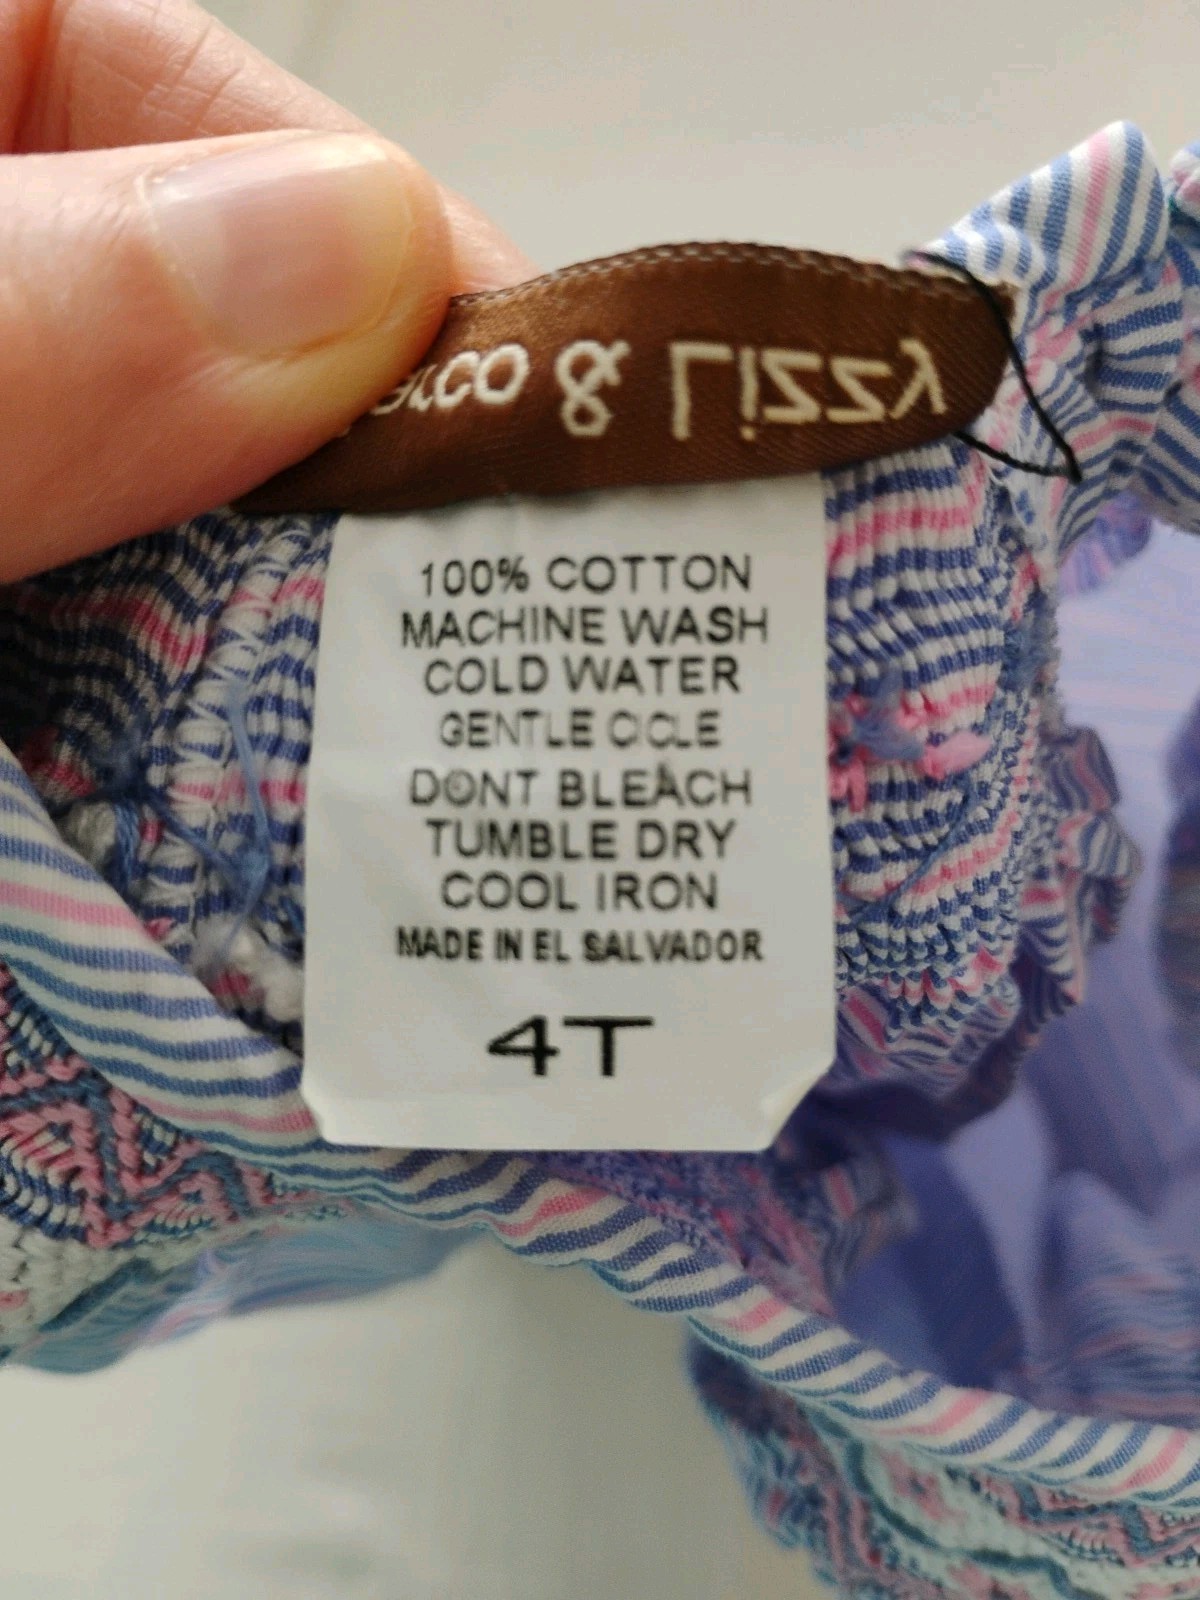 & Lizzy
100% COTTON
MACHINE WASH
COLD WATER
GENTLE CICLE
DONT BLEACH
TUMBLE DRY
COOL IRON
MADE IN EL SALVADOR
4T